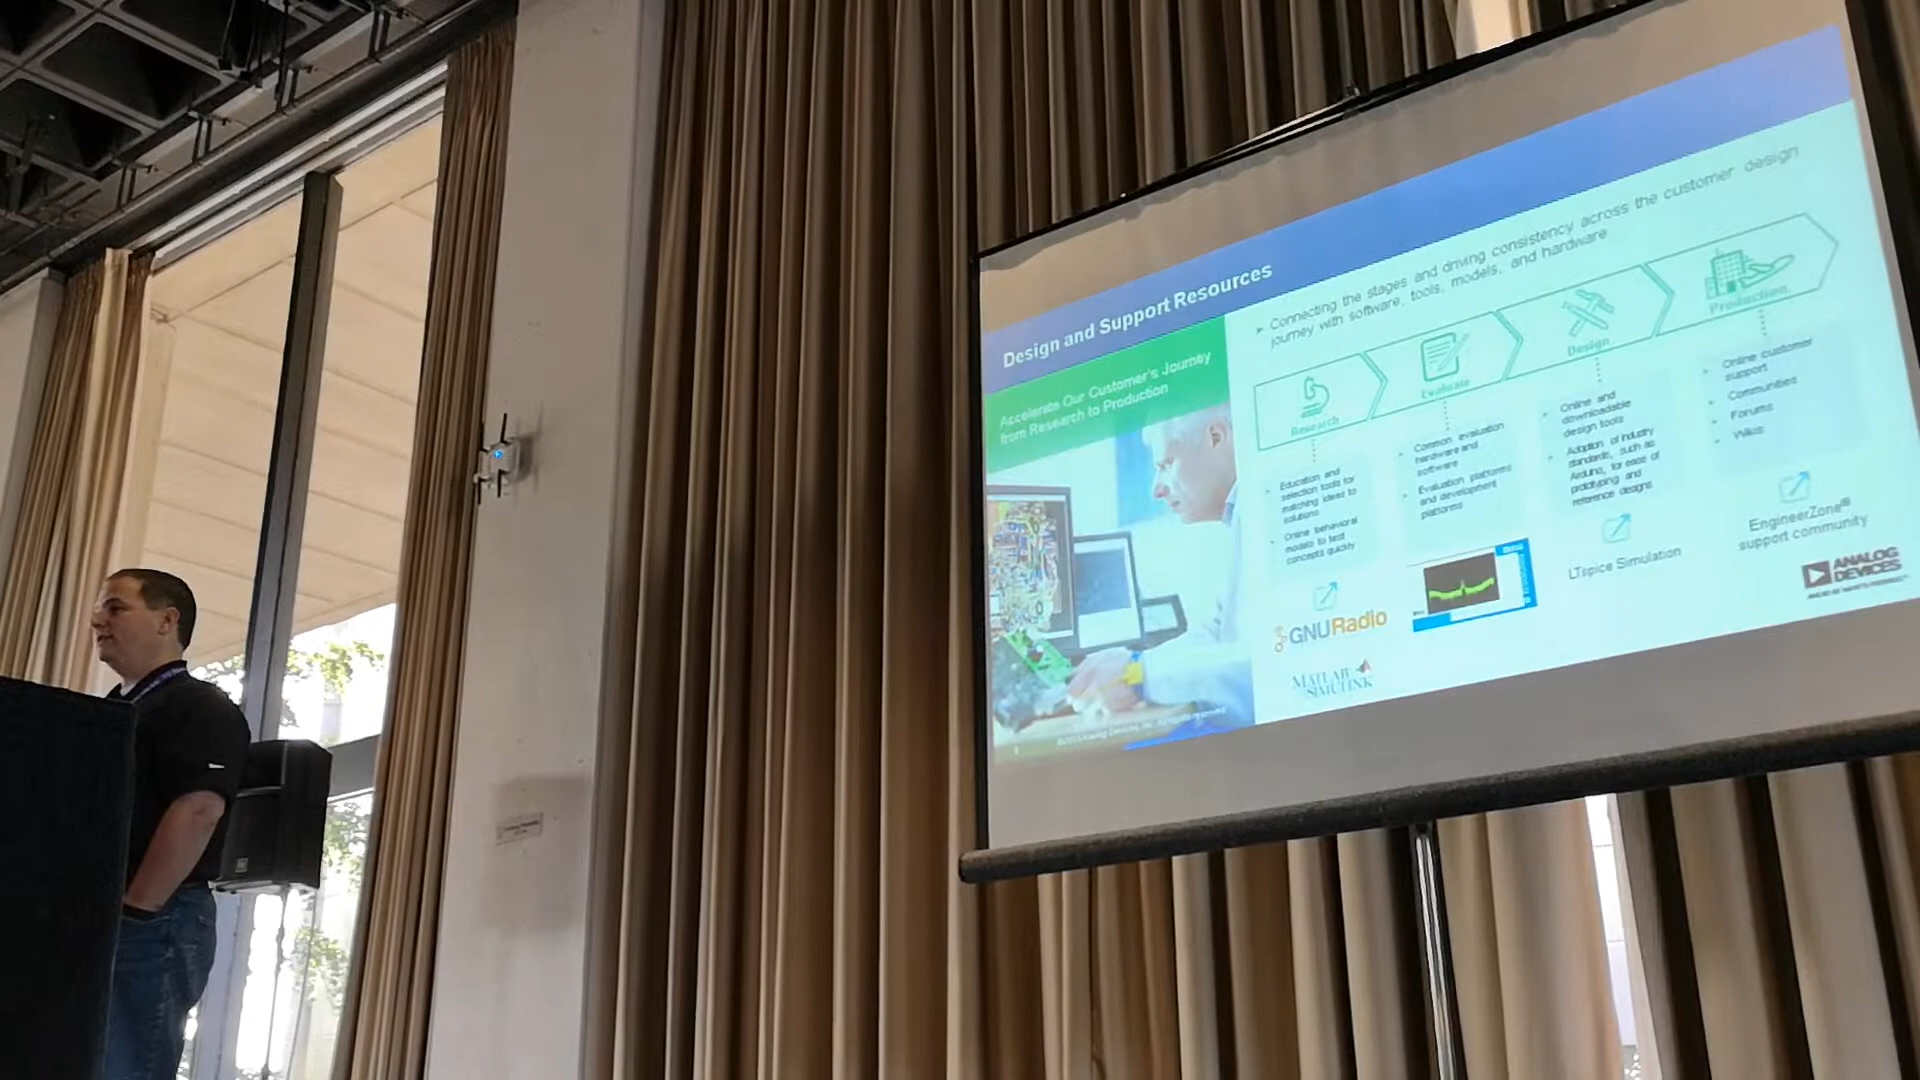 Design and Support Resources
Accelerate Our Customer's Journey
from Research to Production
Connecting the stages and driving consistency across the customer design
journey with software, tools, models, and hardware
Research
Evaluate
Design
Production
Education and
selection tools for
matching ideas to
solutions
Online behavioral
models to test
concepts quickly
Common evaluation
hardware and
software
Evaluation platforms
and development
platforms
Online and
downloadable
design tools
Adoption of industry
standards, such as
Arduino, for ease of
prototyping and
reference designs
Online customer
support
Communities
Forums
Wikis
GNURadio
MATLAB
SIMULINK
LTspice Simulation
EngineerZone®
support community
ANALOG
DEVICES